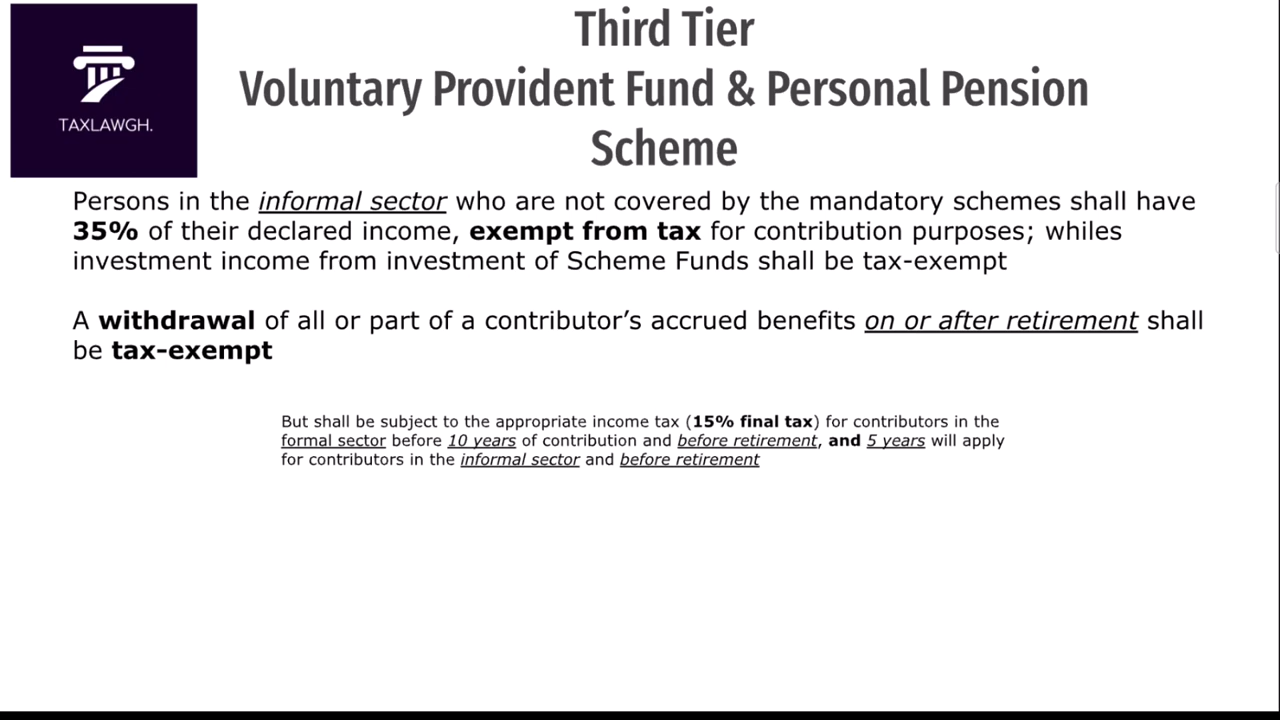 TAXLAWGH.
Third Tier
Voluntary Provident Fund & Personal Pension
Scheme
Persons in the informal sector who are not covered by the mandatory schemes shall have
35% of their declared income, exempt from tax for contribution purposes; whiles
investment income from investment of Scheme Funds shall be tax-exempt
A withdrawal of all or part of a contributor’s accrued benefits on or after retirement shall
be tax-exempt
But shall be subject to the appropriate income tax (15% final tax) for contributors in the
formal sector before 10 years of contribution and before retirement, and 5 years will apply
for contributors in the informal sector and before retirement